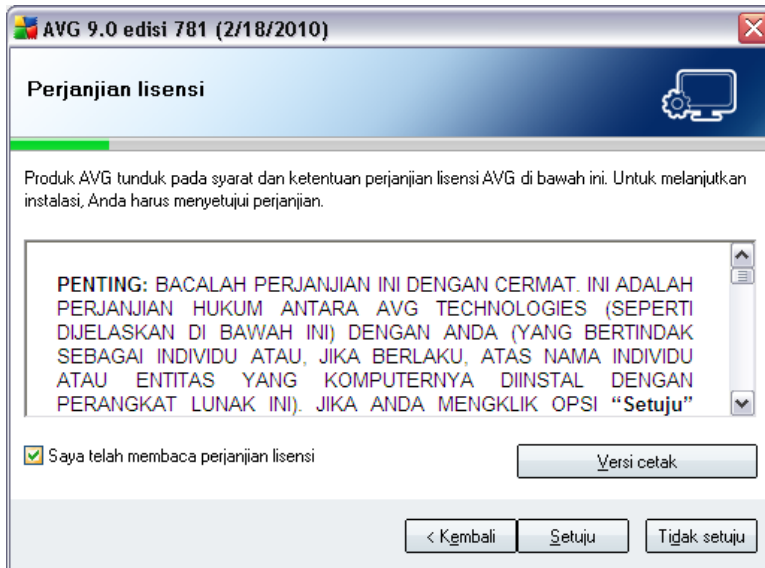 AVG 9.0 edisi 781 (2/18/2010)
Perjanjian lisensi
Produk AVG tunduk pada syarat dan ketentuan perjanjian lisensi AVG di bawah ini. Untuk melanjutkan
instalasi, Anda harus menyetujui perjanjian.
PENTING: BACALAH PERJANJIAN INI DENGAN CERMAT. INI ADALAH
PERJANJIAN HUKUM ANTARA AVG TECHNOLOGIES (SEPERTI
DIJELASKAN DI BAWAH INI) DENGAN ANDA (YANG BERTINDAK
SEBAGAI INDIVIDU ATAU, JIKA BERLAKU, ATAS NAMA INDIVIDU
ATAU ENTITAS YANG KOMPUTERNYA DIINSTAL DENGAN
PERANGKAT LUNAK INI). JIKA ANDA MENGKLIK OPSI “Setuju”
Saya telah membaca perjanjian lisensi
Versi cetak
< Kembali
Setuju
Tidak setuju